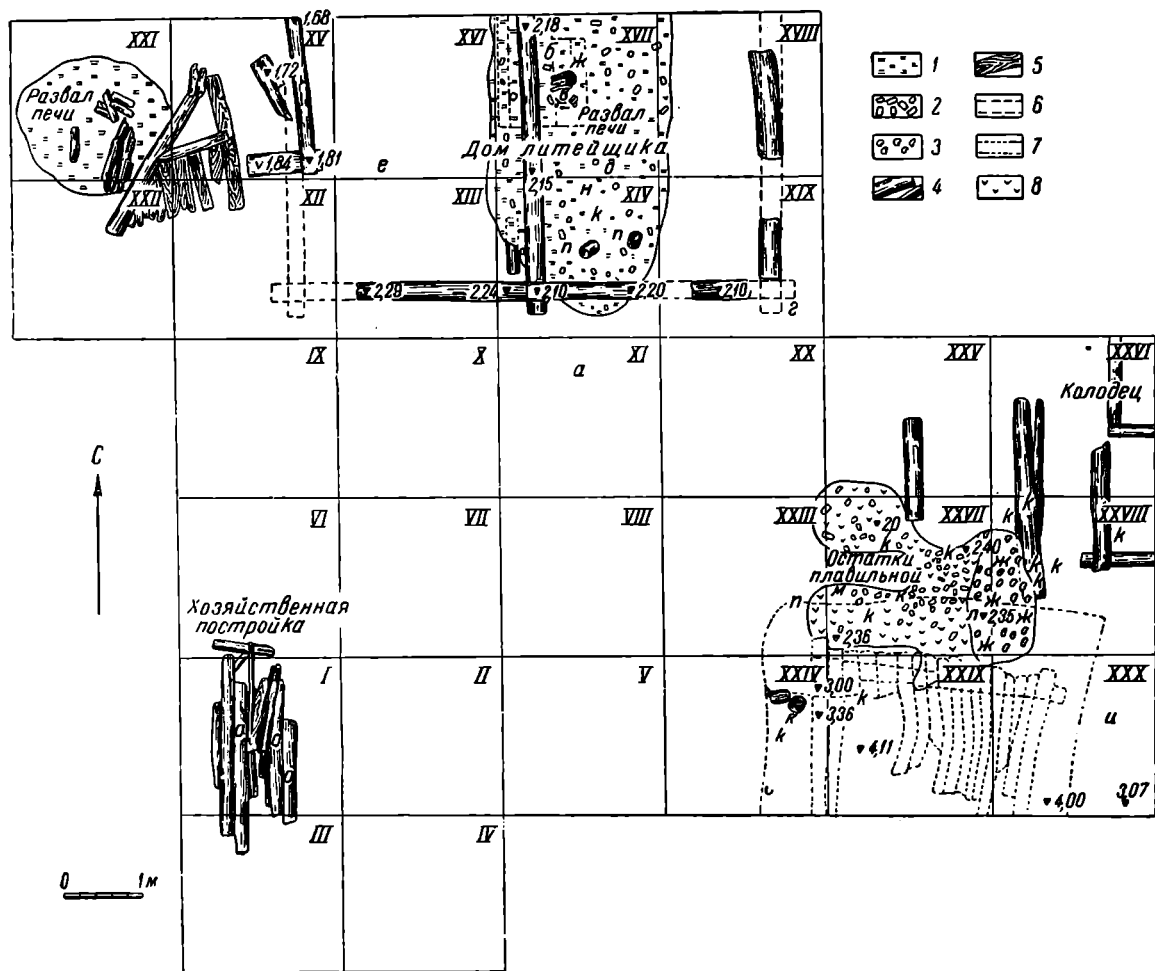 XXI
XV
XVI
XVII
XVIII
1,68
2,18
1,72
б
ж
Развал
печи
Развал
печи
Дом литейщика
1,84
1,81
е
д
2,15
н
XXII
XII
XIII
XIV
XIX
к
п
п
2,29
2,24
2,10
2,20
2,10
г
1
5
2
6
3
7
4
8
IX
X
XI
XX
XXV
XXVI
а
Колодец
С
VI
VII
VIII
XXIII
XXVII
XXVIII
к
к
к
20
к
к
2,40
ж
к
к
к
Остатки
плавильной
м
к
е
ж
п
к
п
2,35
ж
2,36
ж
Хозяйственная
постройка
I
II
V
XXIV
XXIX
XXX
3,00
к
3,36
к
к
и
4,11
4,00
3,07
III
IV
0
1 м